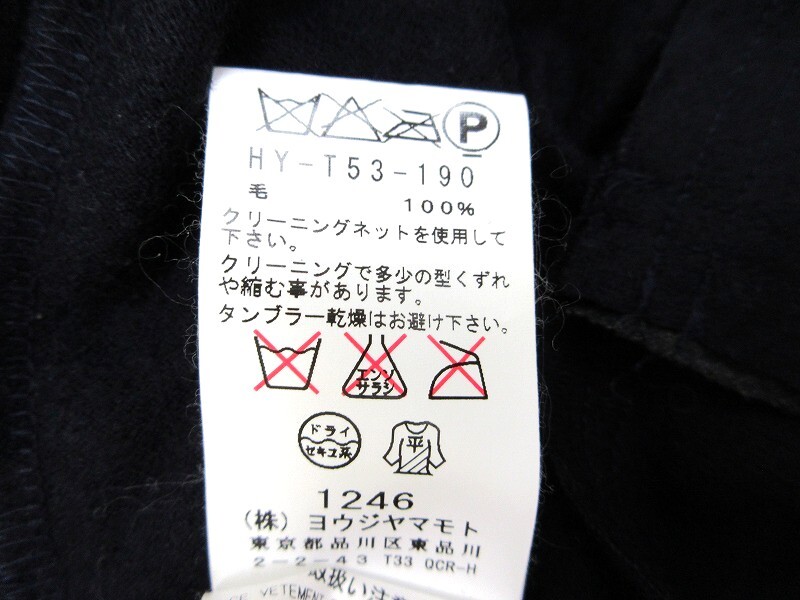 P
HY-T53-190
毛
100%
クリーニングネットを使用して
下さい。
クリーニングで多少の型くずれ
や縮む事があります。
タンブラー乾燥はお避け下さい。
エンソ
サラシ
ドライ
セキユ系
平
1246
(株) ヨウジヤマモト
東京都品川区東品川
2-2-43 T33 QCR-H
取扱い注
VETEMENT